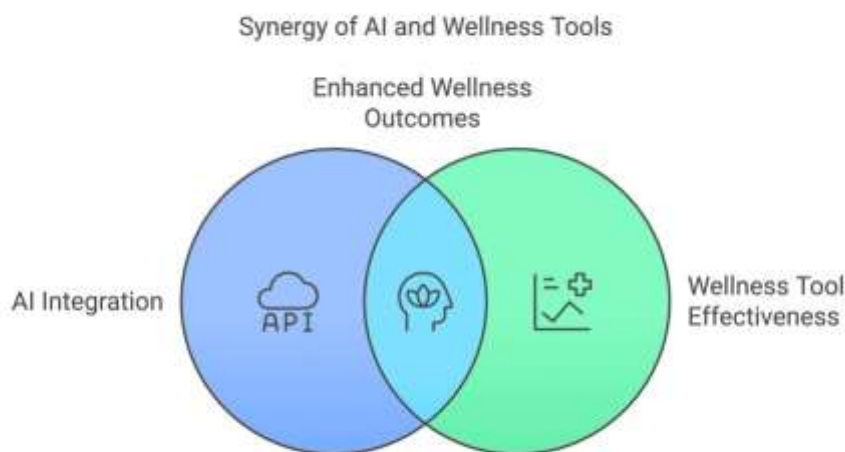 Synergy of AI and Wellness Tools
Enhanced Wellness
Outcomes
AI Integration
API
Wellness Tool
Effectiveness